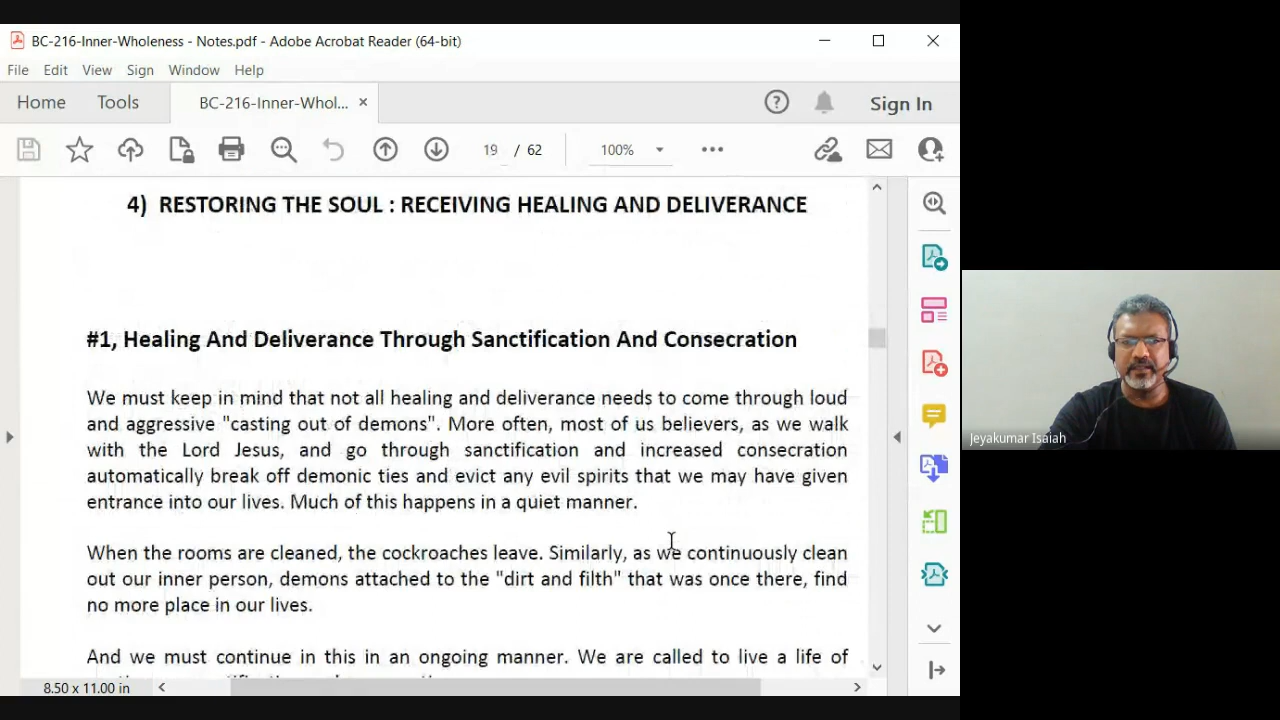 BC-216-Inner-Wholeness - Notes.pdf - Adobe Acrobat Reader (64-bit)
File Edit View Sign Window Help
Home Tools BC-216-Inner-Whol... × Sign In
19 / 62 100%
4) RESTORING THE SOUL : RECEIVING HEALING AND DELIVERANCE
#1, Healing And Deliverance Through Sanctification And Consecration
We must keep in mind that not all healing and deliverance needs to come through loud
and aggressive "casting out of demons". More often, most of us believers, as we walk
with the Lord Jesus, and go through sanctification and increased consecration
automatically break off demonic ties and evict any evil spirits that we may have given
entrance into our lives. Much of this happens in a quiet manner.
When the rooms are cleaned, the cockroaches leave. Similarly, as we continuously clean
out our inner person, demons attached to the "dirt and filth" that was once there, find
no more place in our lives.
And we must continue in this in an ongoing manner. We are called to live a life of
8.50 x 11.00 in
Jeyakumar Isaiah